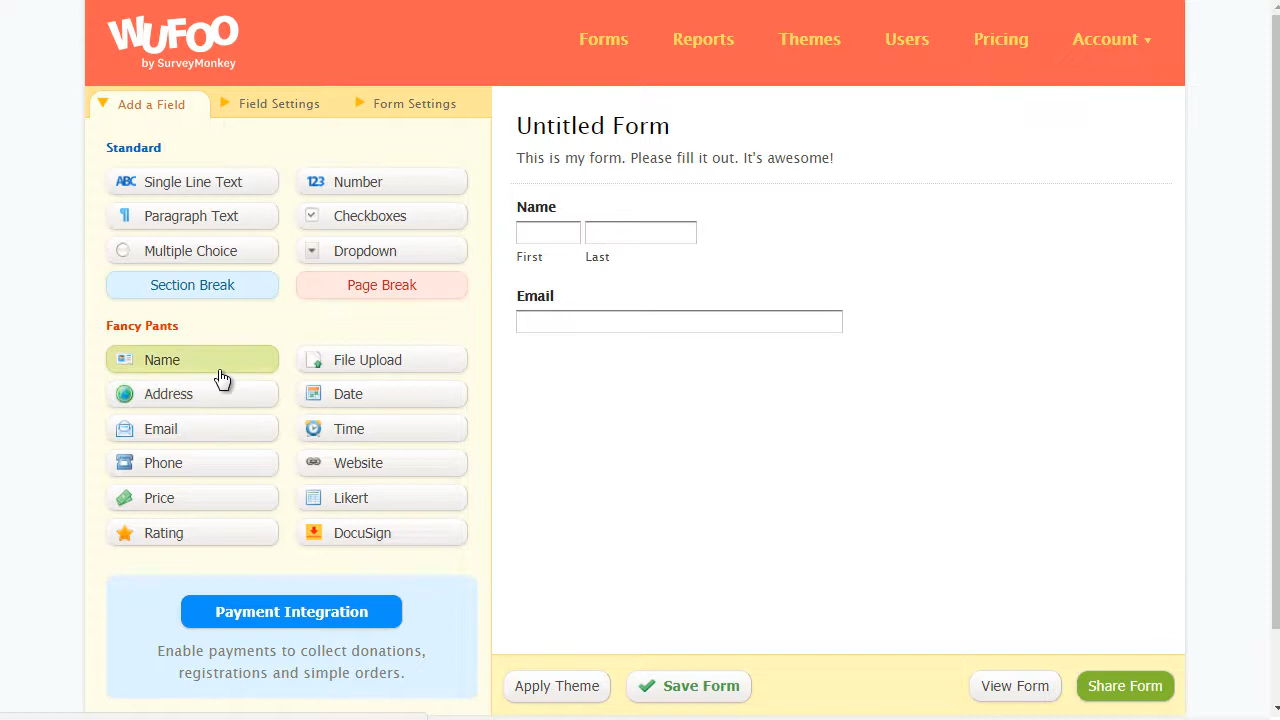 WUFOO
by SurveyMonkey
Forms
Reports
Themes
Users
Pricing
Account
Add a Field
Field Settings
Form Settings
Standard
ABC Single Line Text
123 Number
Paragraph Text
Checkboxes
Multiple Choice
Dropdown
Section Break
Page Break
Fancy Pants
Name
File Upload
Address
Date
Email
Time
Phone
Website
Price
Likert
Rating
DocuSign
Payment Integration
Enable payments to collect donations,
registrations and simple orders.
Untitled Form
This is my form. Please fill it out. It's awesome!
Name
First
Last
Email
Apply Theme
Save Form
View Form
Share Form